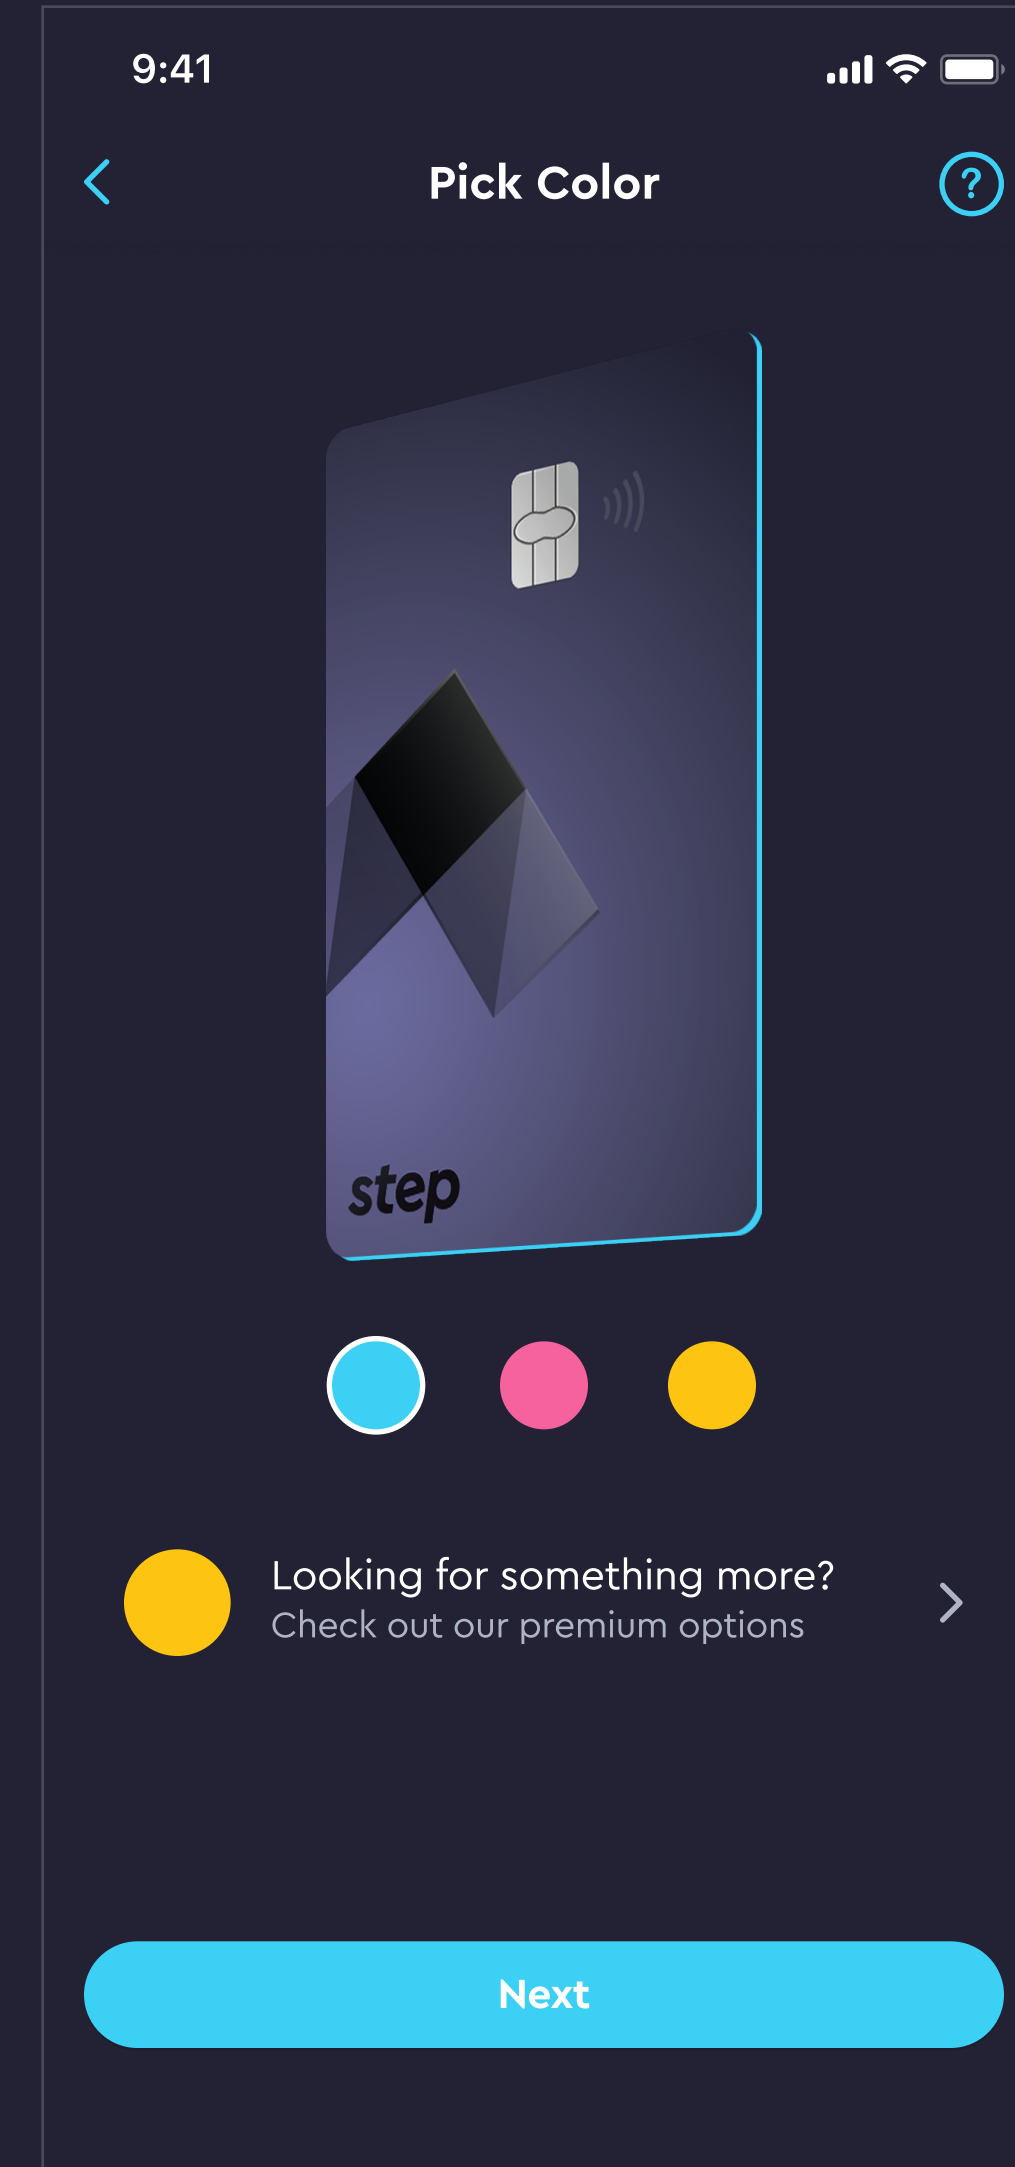 9:41
Pick Color
?
step
Looking for something more?
Check out our premium options
Next